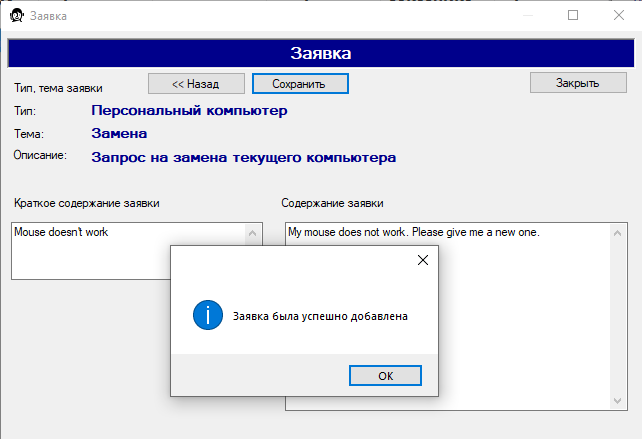 Заявка
Заявка
Тип, тема заявки
<< Назад
Сохранить
Закрыть
Тип:
Персональный компьютер
Тема:
Замена
Описание:
Запрос на замена текущего компьютера
Краткое содержание заявки
Содержание заявки
Mouse doesn't work
My mouse does not work. Please give me a new one.
Заявка была успешно добавлена
OK